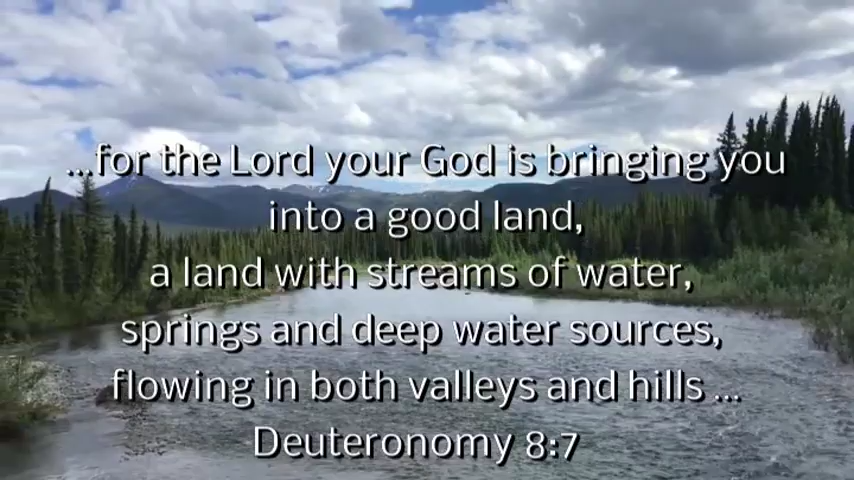 ...for the Lord your God is bringing you
into a good land,
a land with streams of water,
springs and deep water sources,
flowing in both valleys and hills ...
Deuteronomy 8:7